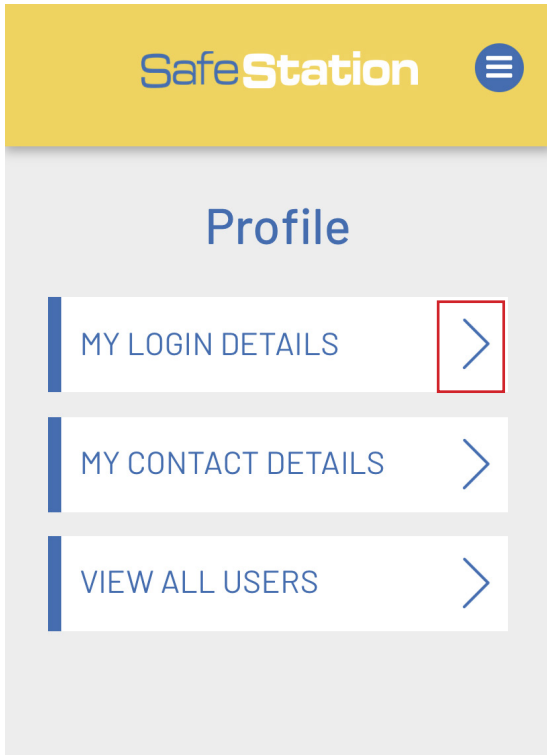 SafeStation
Profile
MY LOGIN DETAILS
MY CONTACT DETAILS
VIEW ALL USERS